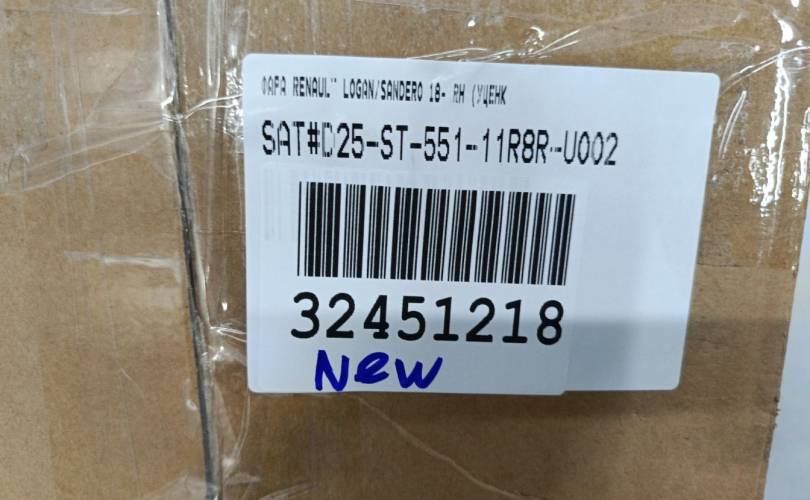 ФАРА RENAULT LOGAN/SANDERO 18- RH (УЦЕНК
SAT#D25-ST-551-11R8R-U002
32451218
New